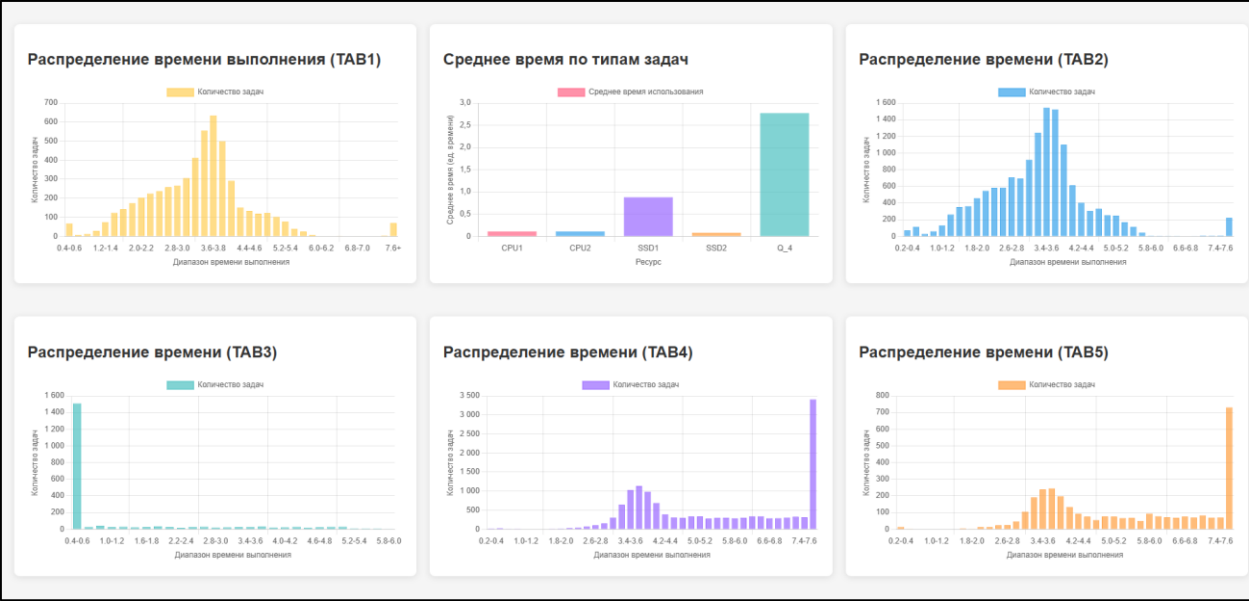 Распределение времени выполнения (TAB1)
Количество задач
700
600
500
400
300
200
100
0
Количество задач
0.4-0.6 1.2-1.4 2.0-2.2 2.8-3.0 3.6-3.8 4.4-4.6 5.2-5.4 6.0-6.2 6.8-7.0 7.6+
Диапазон времени выполнения
Среднее время по типам задач
Среднее время использования
3,0
2,5
2,0
1,5
1,0
0,5
0
Среднее время (ед. времени)
CPU1 CPU2 SSD1 SSD2 Q_4
Ресурс
Распределение времени (TAB2)
Количество задач
1 600
1 400
1 200
1 000
800
600
400
200
0
Количество задач
0.2-0.4 1.0-1.2 1.8-2.0 2.6-2.8 3.4-3.6 4.2-4.4 5.0-5.2 5.8-6.0 6.6-6.8 7.4-7.6
Диапазон времени выполнения
Распределение времени (TAB3)
Количество задач
1 600
1 400
1 200
1 000
800
600
400
200
0
Количество задач
0.4-0.6 1.0-1.2 1.6-1.8 2.2-2.4 2.8-3.0 3.4-3.6 4.0-4.2 4.6-4.8 5.2-5.4 5.8-6.0
Диапазон времени выполнения
Распределение времени (TAB4)
Количество задач
3 500
3 000
2 500
2 000
1 500
1 000
500
0
Количество задач
0.2-0.4 1.0-1.2 1.8-2.0 2.6-2.8 3.4-3.6 4.2-4.4 5.0-5.2 5.8-6.0 6.6-6.8 7.4-7.6
Диапазон времени выполнения
Распределение времени (TAB5)
Количество задач
800
700
600
500
400
300
200
100
0
Количество задач
0.2-0.4 1.0-1.2 1.8-2.0 2.6-2.8 3.4-3.6 4.2-4.4 5.0-5.2 5.8-6.0 6.6-6.8 7.4-7.6
Диапазон времени выполнения